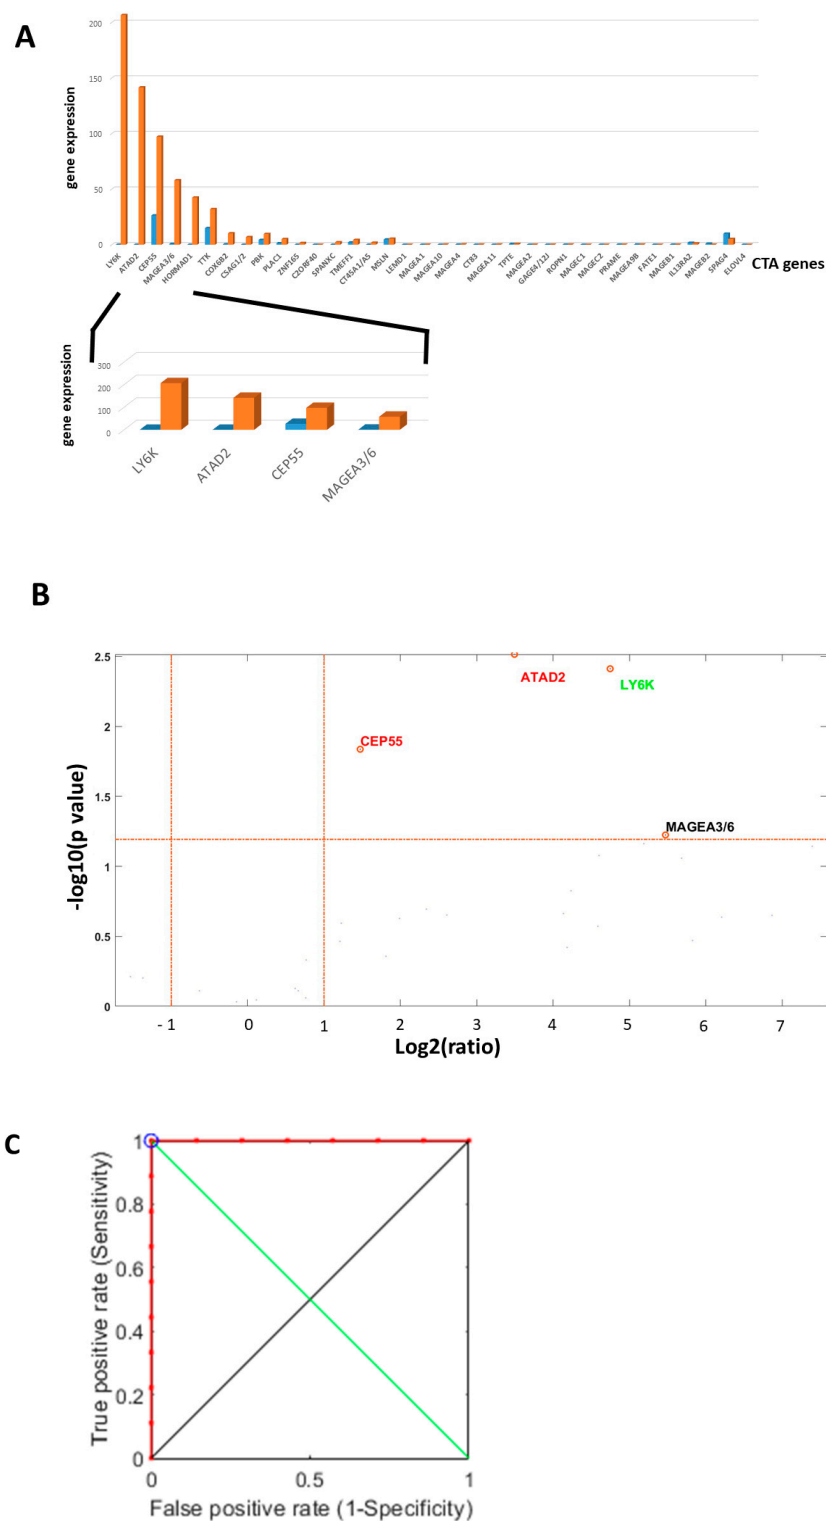 A
gene expression
200
150
100
50
0
LY6K
ATAD2
CEP55
MAGEA3/6
HORMAD1
TTK
COX6B2
CSAG1/2
PBK
PLAC1
ZNF165
C2ORF40
SPANXC
TMEFF1
CT45A1/A5
MSLN
LEMD1
MAGEA1
MAGEA10
MAGEA4
CT83
MAGEA11
TPTE
MAGEA2
GAGE4/12J
ROPN1
MAGEC1
MAGEC2
PRAME
MAGEA9B
FATE1
MAGEB1
IL13RA2
MAGEB2
SPAG4
ELOVL4
CTA genes
gene expression
300
200
100
0
LY6K
ATAD2
CEP55
MAGEA3/6
B
-log10(p value)
2.5
2
1.5
1
0.5
0
ATAD2
LY6K
CEP55
MAGEA3/6
- 1 0 1 2 3 4 5 6 7
Log2(ratio)
C
True positive rate (Sensitivity)
1
0.8
0.6
0.4
0.2
0
0 0.5 1
False positive rate (1-Specificity)